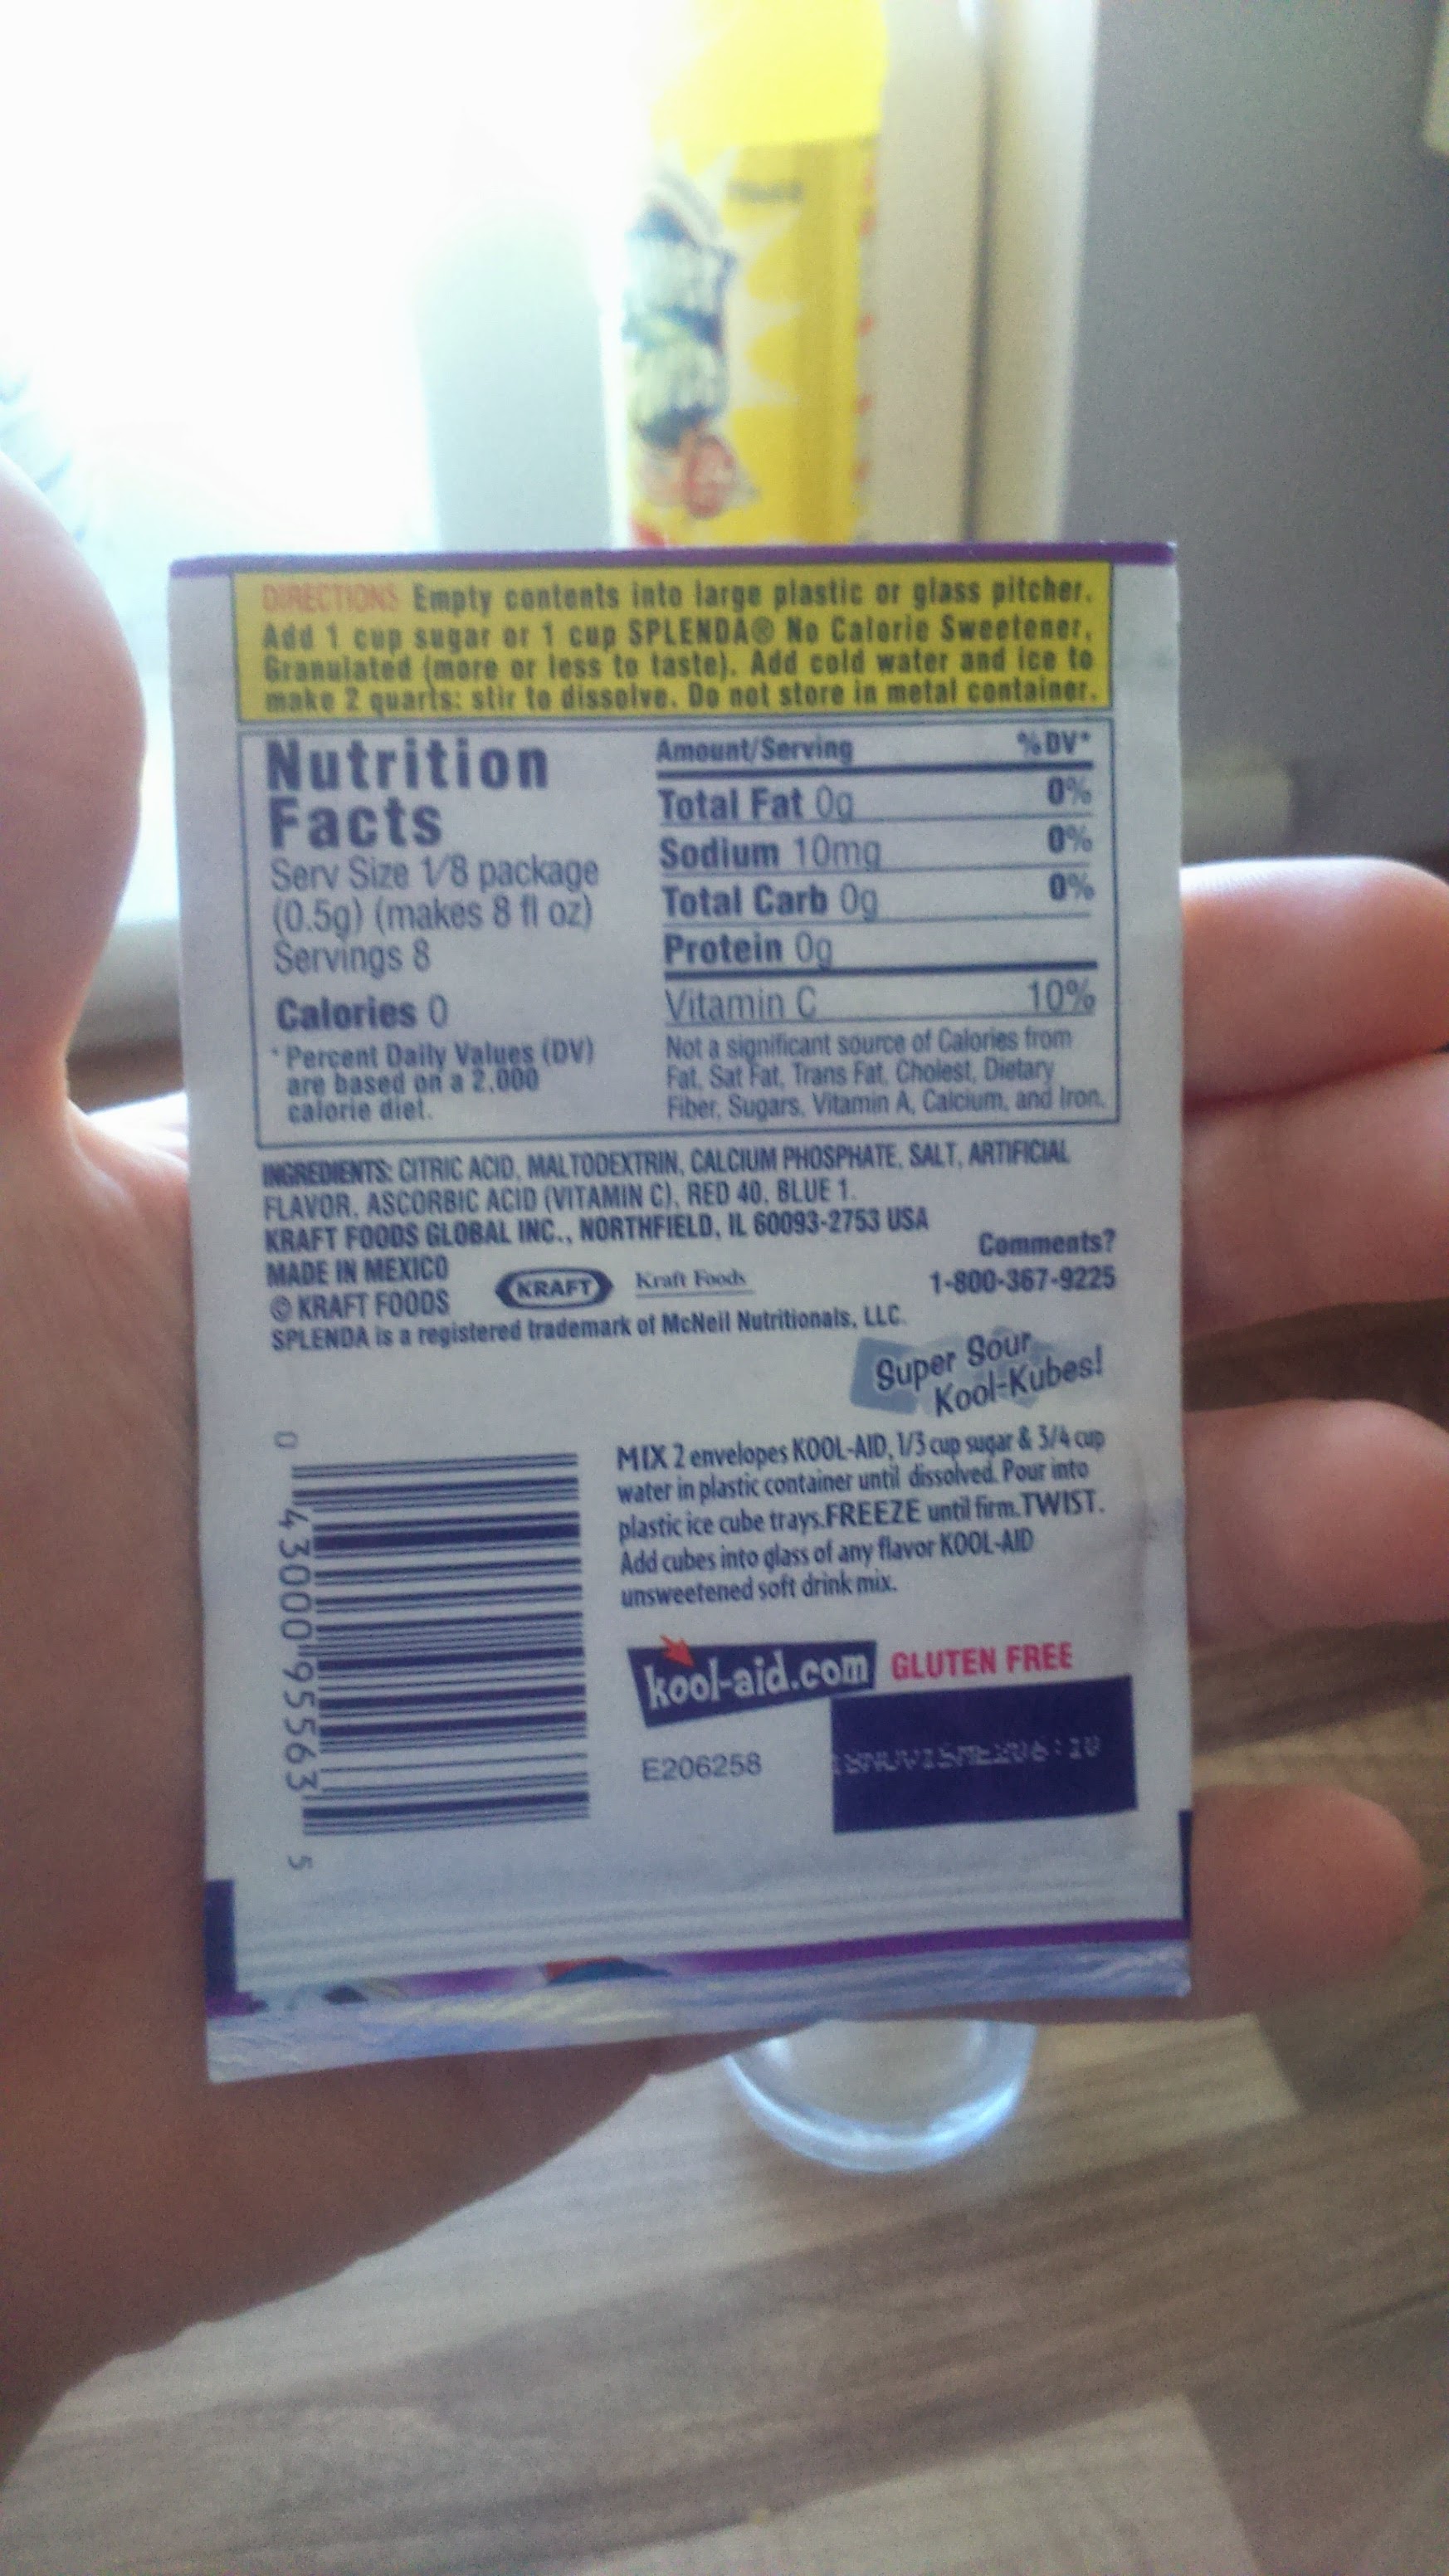 DIRECTIONS Empty contents into large plastic or glass pitcher.
Add 1 cup sugar or 1 cup SPLENDA® No Calorie Sweetener,
Granulated (more or less to taste). Add cold water and ice to
make 2 quarts: stir to dissolve. Do not store in metal container.
Nutrition
Facts
Serv Size 1/8 package
(0.5g) (makes 8 fl oz)
Servings 8
Calories 0
* Percent Daily Values (DV)
are based on a 2,000
calorie diet.
Amount/Serving %DV*
Total Fat 0g 0%
Sodium 10mg 0%
Total Carb 0g 0%
Protein 0g
Vitamin C 10%
Not a significant source of Calories from
Fat, Sat Fat, Trans Fat, Cholest, Dietary
Fiber, Sugars, Vitamin A, Calcium, and Iron.
INGREDIENTS: CITRIC ACID, MALTODEXTRIN, CALCIUM PHOSPHATE, SALT, ARTIFICIAL
FLAVOR, ASCORBIC ACID (VITAMIN C), RED 40, BLUE 1.
KRAFT FOODS GLOBAL INC., NORTHFIELD, IL 60093-2753 USA
MADE IN MEXICO
© KRAFT FOODS
KRAFT
Kraft Foods
Comments?
1-800-367-9225
SPLENDA is a registered trademark of McNeil Nutritionals, LLC.
Super Sour
Kool-Kubes!
MIX 2 envelopes KOOL-AID, 1/3 cup sugar & 3/4 cup
water in plastic container until dissolved. Pour into
plastic ice cube trays.FREEZE until firm.TWIST.
Add cubes into glass of any flavor KOOL-AID
unsweetened soft drink mix.
0 43000 95563 5
kool-aid.com
GLUTEN FREE
E206258